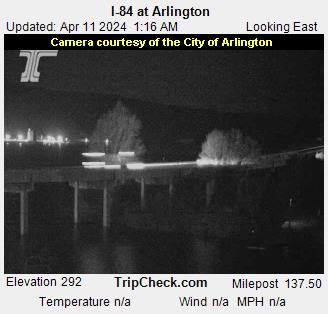 I-84 at Arlington
Updated: Apr 11 2024 1:16 AM Looking East
Camera courtesy of the City of Arlington
Elevation 292 TripCheck.com Milepost 137.50
Temperature n/a Wind n/a MPH n/a